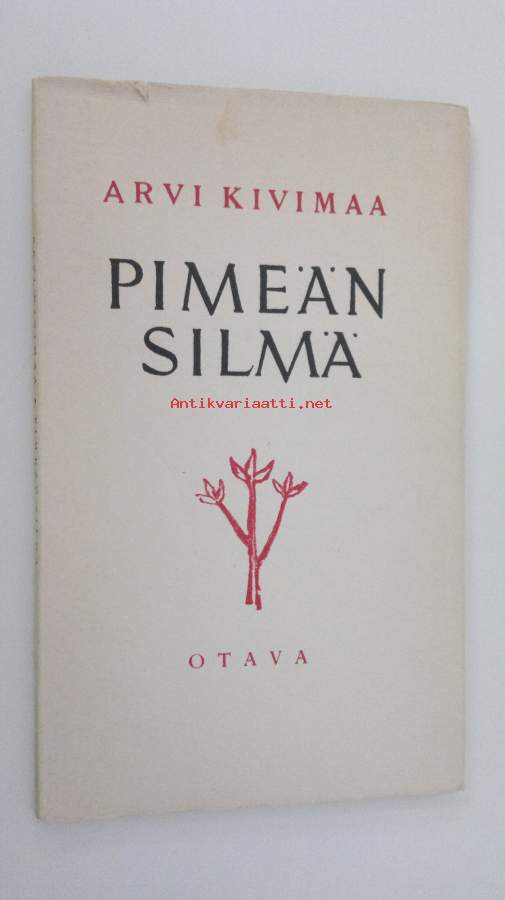 ARVI KIVIMAA
PIMEÄN
SILMÄ
Antikvariaatti.net
OTAVA